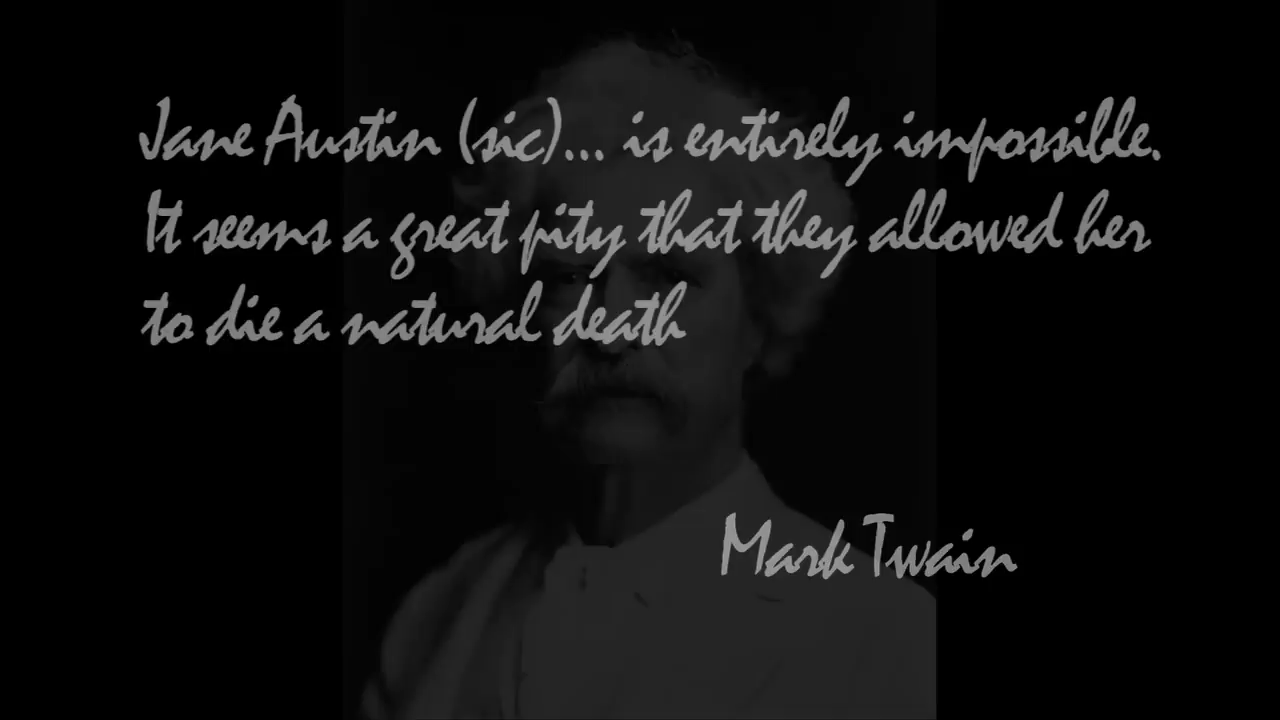 Jane Austin (sic)... is entirely impossible.
It seems a great pity that they allowed her
to die a natural death
Mark Twain